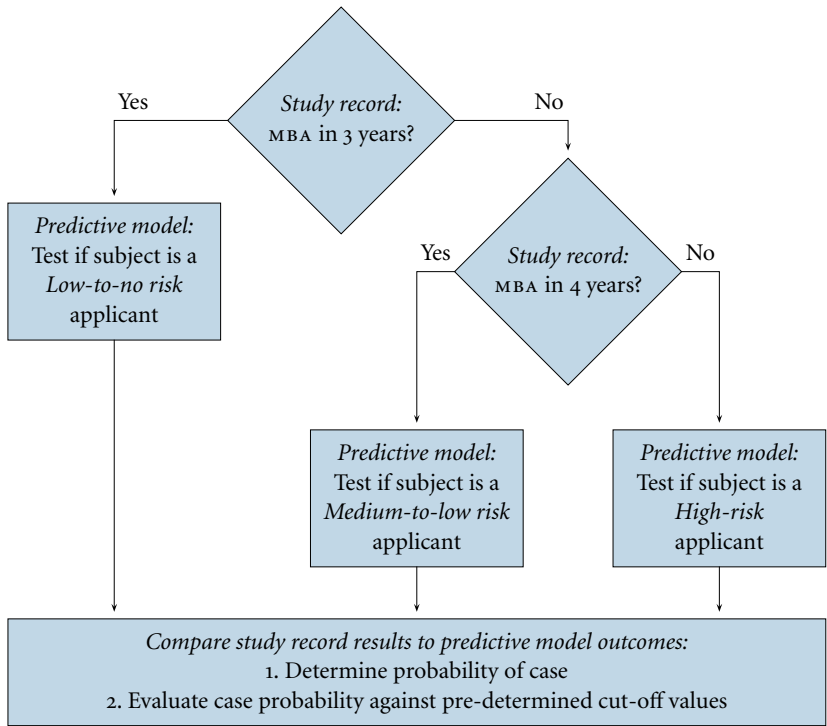 Yes
Study record:
MBA in 3 years?
No
Predictive model:
Test if subject is a
Low-to-no risk
applicant
Yes
Study record:
MBA in 4 years?
No
Predictive model:
Test if subject is a
Medium-to-low risk
applicant
Predictive model:
Test if subject is a
High-risk
applicant
Compare study record results to predictive model outcomes:
1. Determine probability of case
2. Evaluate case probability against pre-determined cut-off values